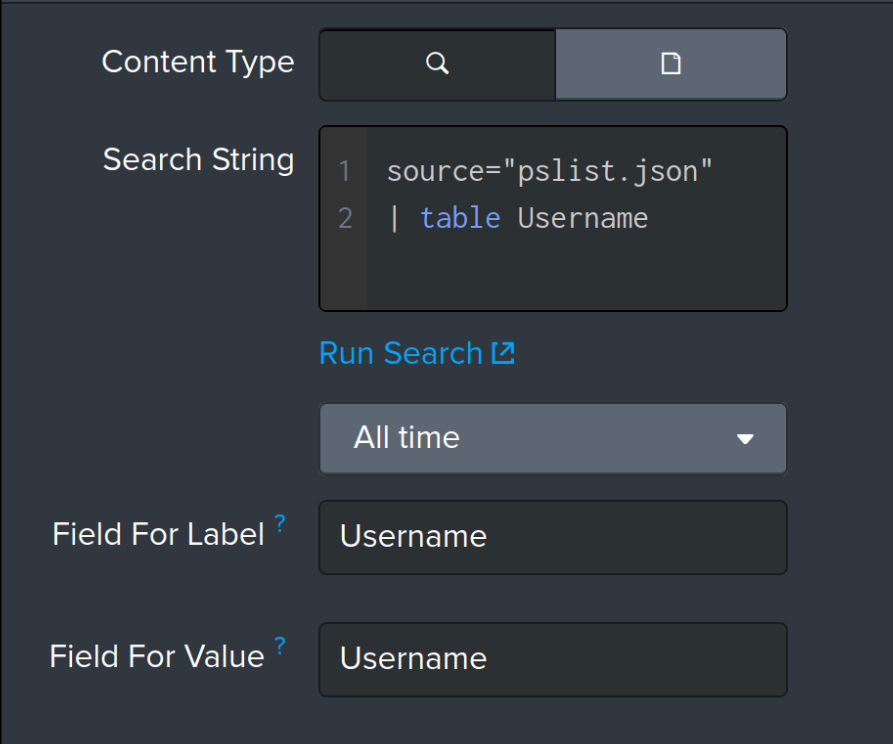 Content Type
Search String
1 source="pslist.json"
2 | table Username
Run Search
All time
Field For Label ?
Username
Field For Value ?
Username